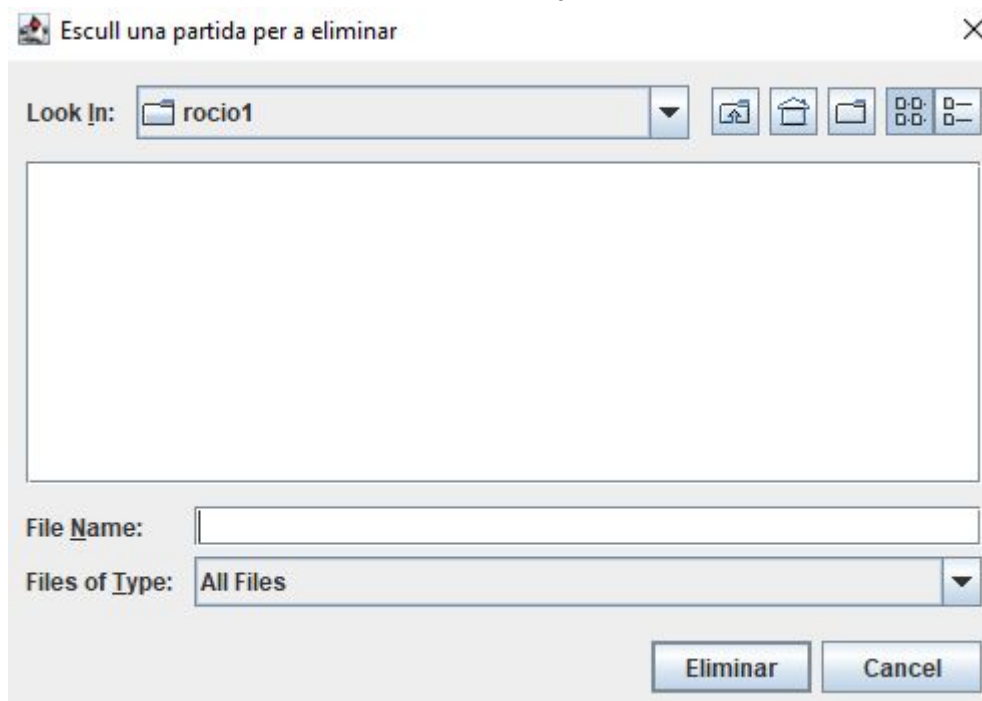 Escull una partida per a eliminar
Look In: rocio1
File Name:
Files of Type: All Files
Eliminar Cancel